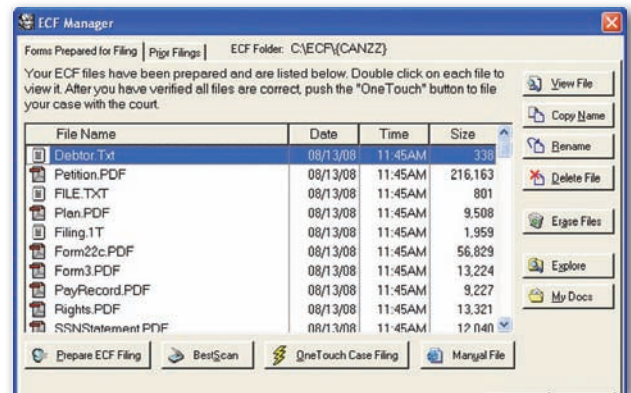 ECF Manager
Forms Prepared for Filing Prior Filings ECF Folder: C:\ECF\{CANZZ}
Your ECF files have been prepared and are listed below. Double click on each file to
view it. After you have verified all files are correct, push the "OneTouch" button to file
your case with the court.
File Name Date Time Size
Debtor.Txt 08/13/08 11:45AM 338
Petition.PDF 08/13/08 11:45AM 216,163
FILE.TXT 08/13/08 11:45AM 801
Plan.PDF 08/13/08 11:45AM 9,508
Filing.1T 08/13/08 11:45AM 1,959
Form22c.PDF 08/13/08 11:45AM 56,829
Form3.PDF 08/13/08 11:45AM 13,224
PayRecord.PDF 08/13/08 11:45AM 9,227
Rights.PDF 08/13/08 11:45AM 13,321
SSNStatement.PDF 08/13/08 11:45AM 12,040
View File
Copy Name
Rename
Delete File
Erase Files
Explore
My Docs
Prepare ECF Filing BestScan OneTouch Case Filing Manual File